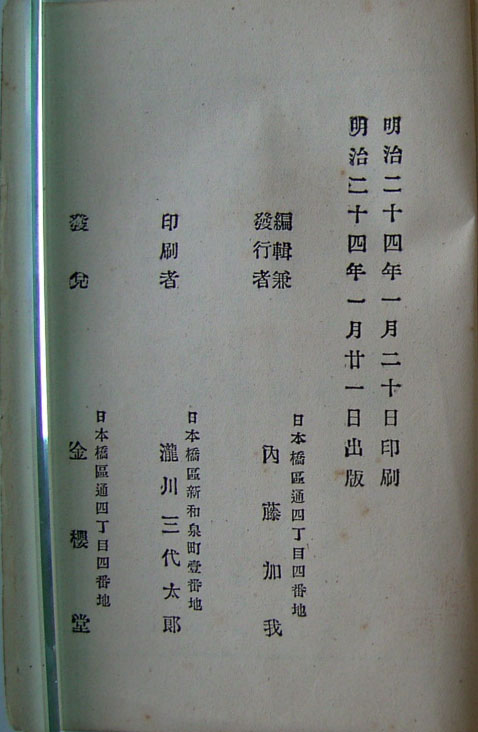 明治二十四年一月二十日印刷
明治二十四年一月廿一日出版
編輯兼
發行者
日本橋區通四丁目四番地
內藤加我
印刷者
日本橋區新和泉町壹番地
瀧川三代太郎
發兌
日本橋區通四丁目四番地
金櫻堂